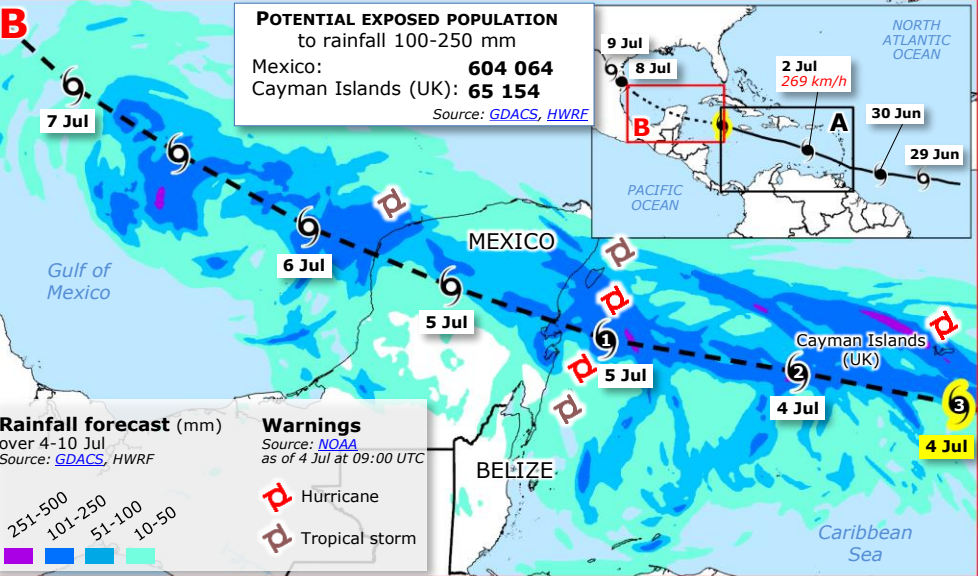 B
POTENTIAL EXPOSED POPULATION
to rainfall 100-250 mm
Mexico: 604 064
Cayman Islands (UK): 65 154
Source: GDACS, HWRF
NORTH
ATLANTIC
OCEAN
9 Jul
8 Jul
2 Jul
269 km/h
30 Jun
29 Jun
A
B
PACIFIC
OCEAN
7 Jul
6 Jul
5 Jul
MEXICO
Gulf of
Mexico
1
5 Jul
Cayman Islands
(UK)
2
4 Jul
3
4 Jul
BELIZE
Caribbean
Sea
Rainfall forecast (mm)
over 4-10 Jul
Source: GDACS, HWRF
251-500
101-250
51-100
10-50
Warnings
Source: NOAA
as of 4 Jul at 09:00 UTC
Hurricane
Tropical storm